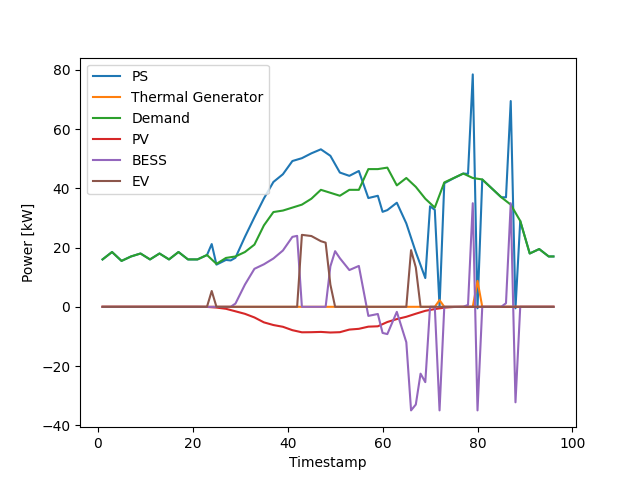 PS
Thermal Generator
Demand
PV
BESS
EV
80
60
40
20
0
−20
−40
Power [kW]
0 20 40 60 80 100
Timestamp